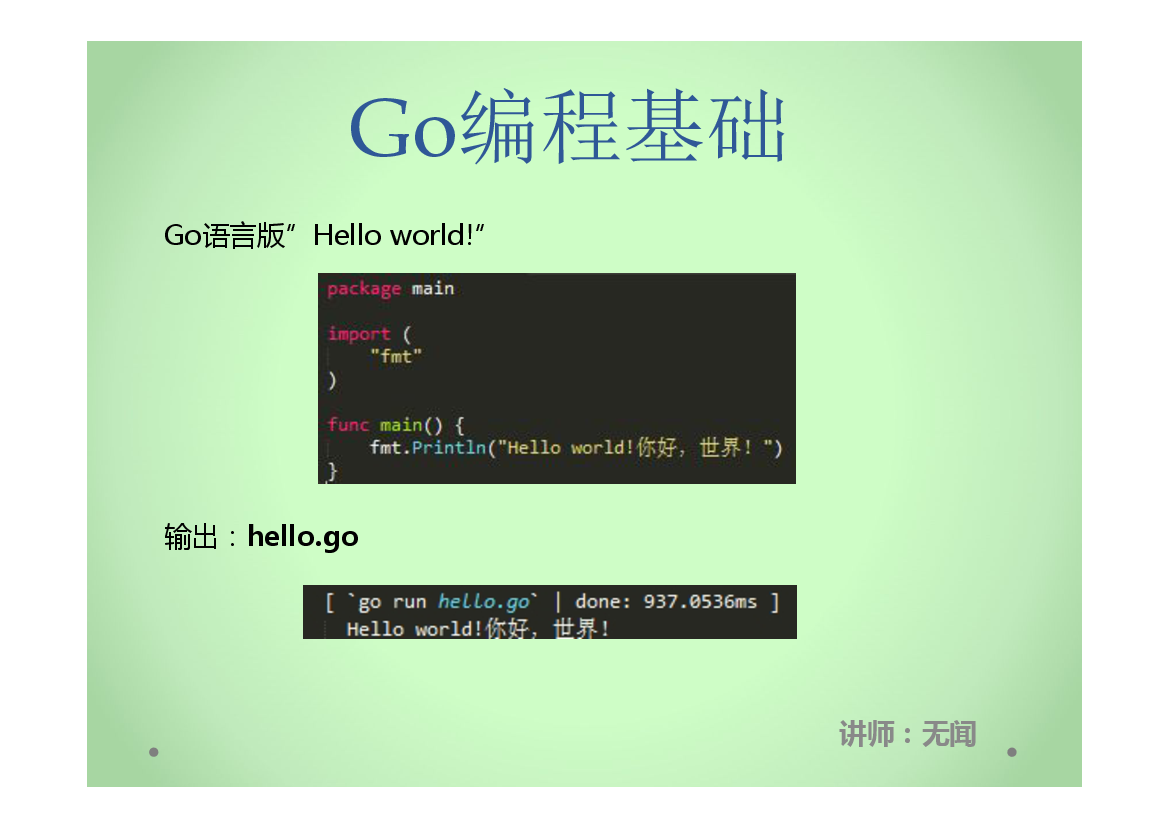 Go编程基础
Go语言版”Hello world!”
package main
import (
"fmt"
)
func main() {
fmt.Println("Hello world!你好，世界！")
}
输出：hello.go
[ `go run hello.go` | done: 937.0536ms ]
Hello world!你好，世界！
讲师：无闻